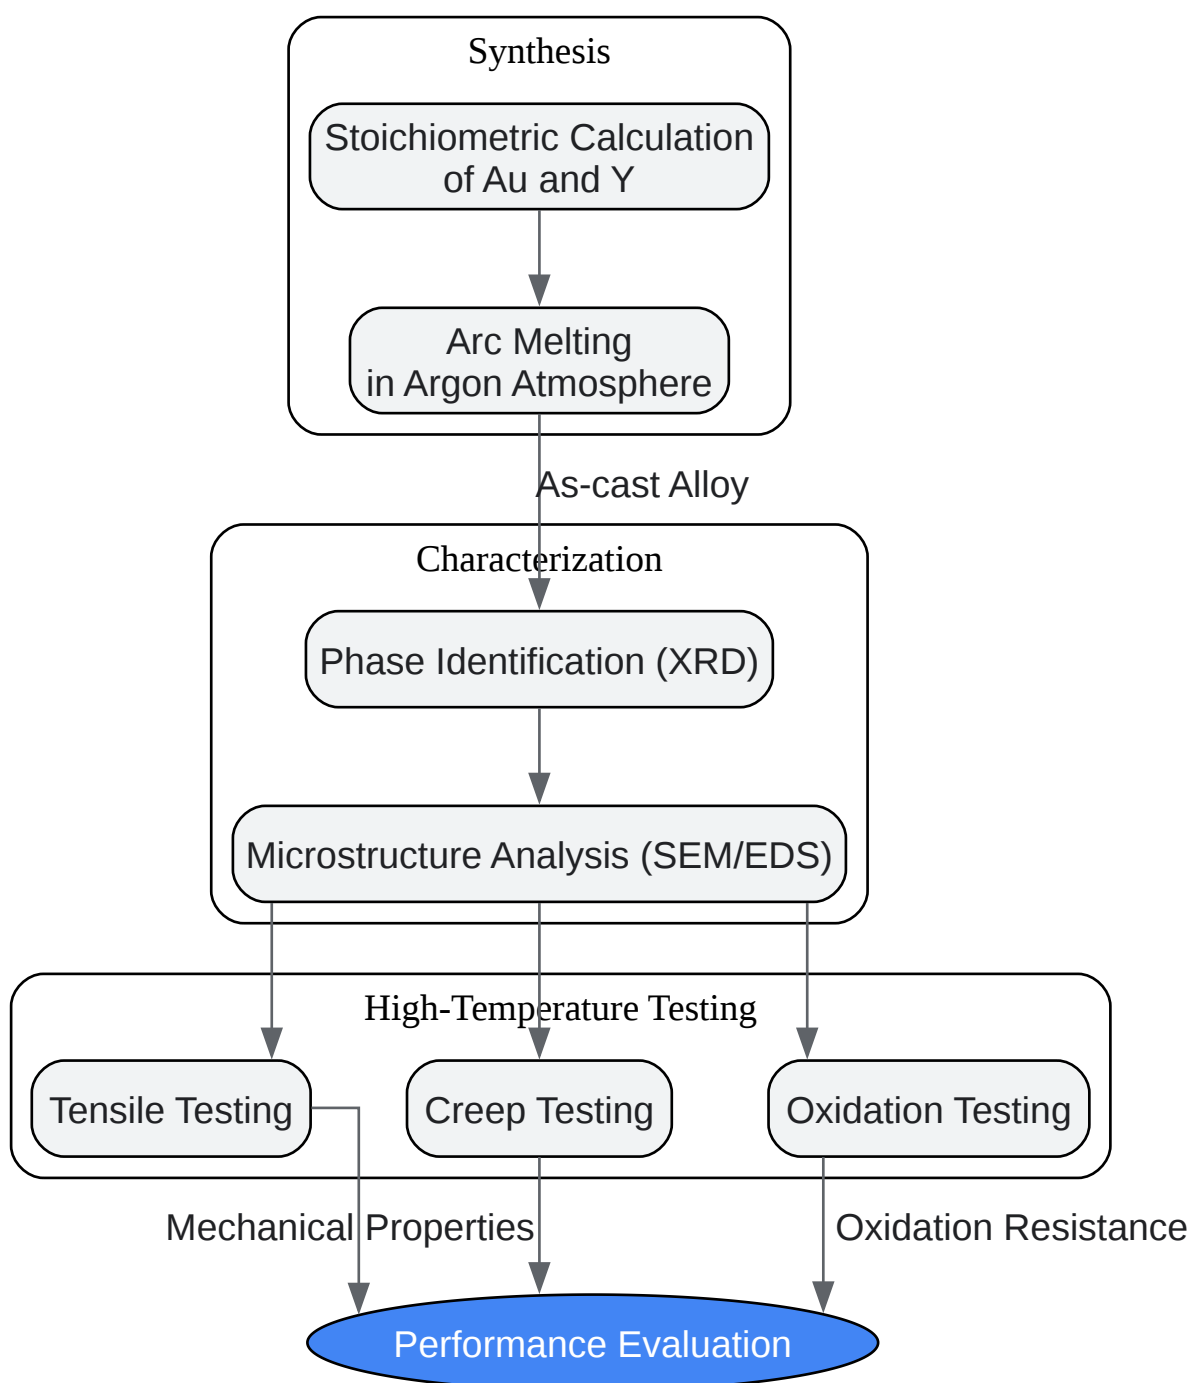 Synthesis
Stoichiometric Calculation
of Au and Y
Arc Melting
in Argon Atmosphere
As-cast Alloy
Characterization
Phase Identification (XRD)
Microstructure Analysis (SEM/EDS)
High-Temperature Testing
Tensile Testing
Creep Testing
Oxidation Testing
Mechanical Properties
Oxidation Resistance
Performance Evaluation